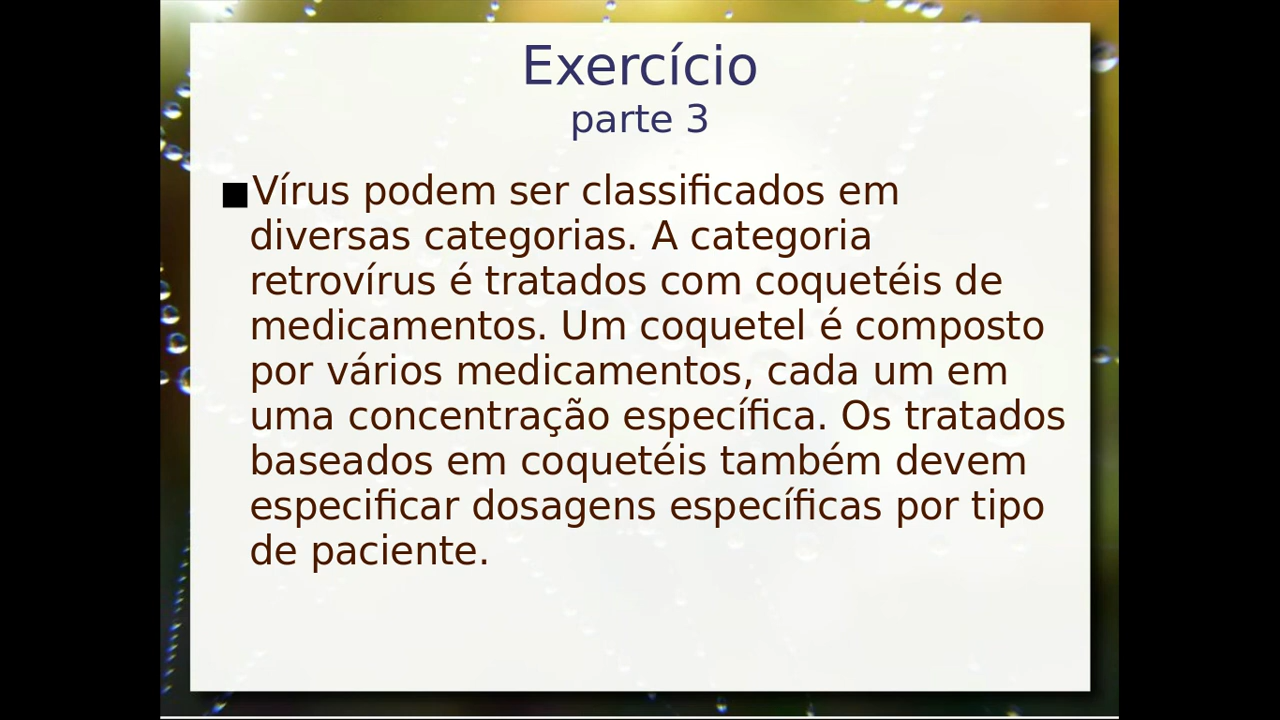 Exercício
parte 3
■Vírus podem ser classificados em
diversas categorias. A categoria
retrovírus é tratados com coquetéis de
medicamentos. Um coquetel é composto
por vários medicamentos, cada um em
uma concentração específica. Os tratados
baseados em coquetéis também devem
especificar dosagens específicas por tipo
de paciente.